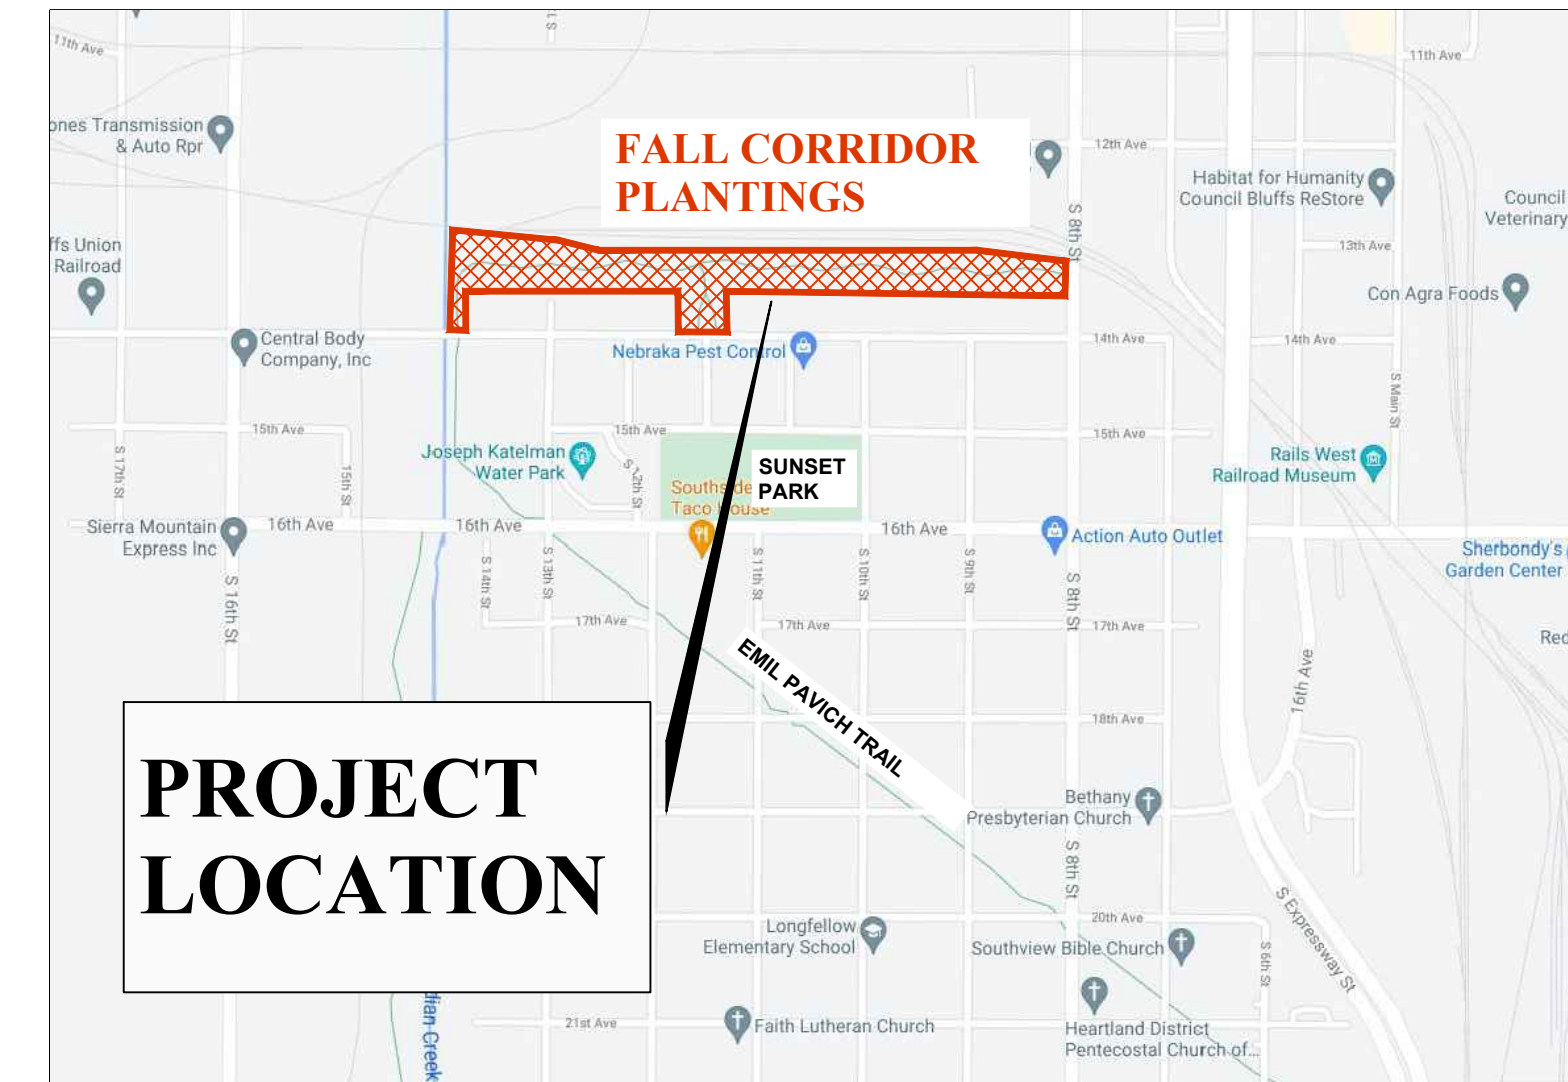 S 1
11th Ave
11th Ave
ones Transmission
& Auto Rpr
FALL CORRIDOR
PLANTINGS
12th Ave
Habitat for Humanity
Council Bluffs ReStore
Council
Veterinary
S 8th St
13th Ave
ffs Union
Railroad
Con Agra Foods
Central Body
Company, Inc
Nebraka Pest Control
14th Ave
14th Ave
S Main St
15th Ave
15th Ave
15th Ave
S 17th St
15th St
Joseph Katelman
Water Park
S 12th St
SUNSET
PARK
Southside
Taco House
Rails West
Railroad Museum
Sierra Mountain
Express Inc
16th Ave
16th Ave
16th Ave
Action Auto Outlet
Sherbondy's
Garden Center
S 16th St
S 14th St
S 13th St
S 11th St
S 10th St
S 9th St
S 8th St
17th Ave
17th Ave
17th Ave
Red
EMIL PAVICH TRAIL
16th Ave
18th Ave
PROJECT
LOCATION
Bethany
Presbyterian Church
S 8th St
20th Ave
S Expressway St
Longfellow
Elementary School
Southview Bible Church
S 6th St
dian Creek
21st Ave
Faith Lutheran Church
Heartland District
Pentecostal Church of...